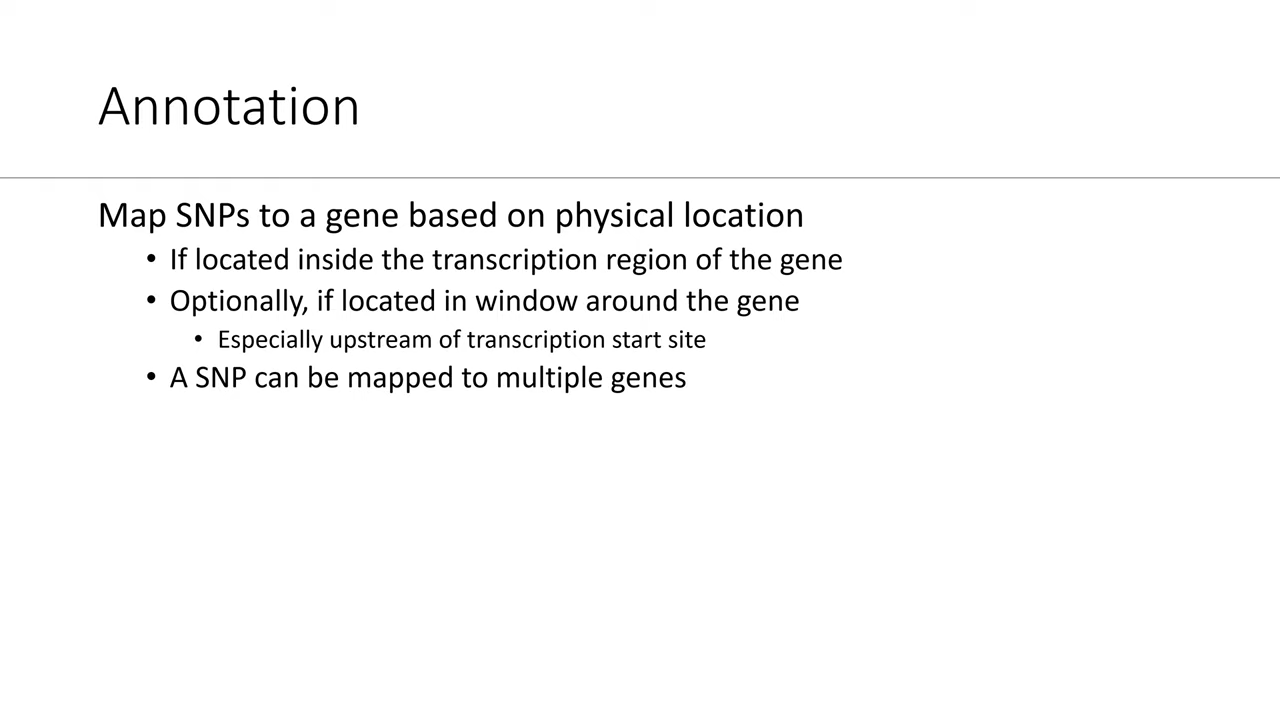 Annotation
Map SNPs to a gene based on physical location
• If located inside the transcription region of the gene
• Optionally, if located in window around the gene
• Especially upstream of transcription start site
• A SNP can be mapped to multiple genes